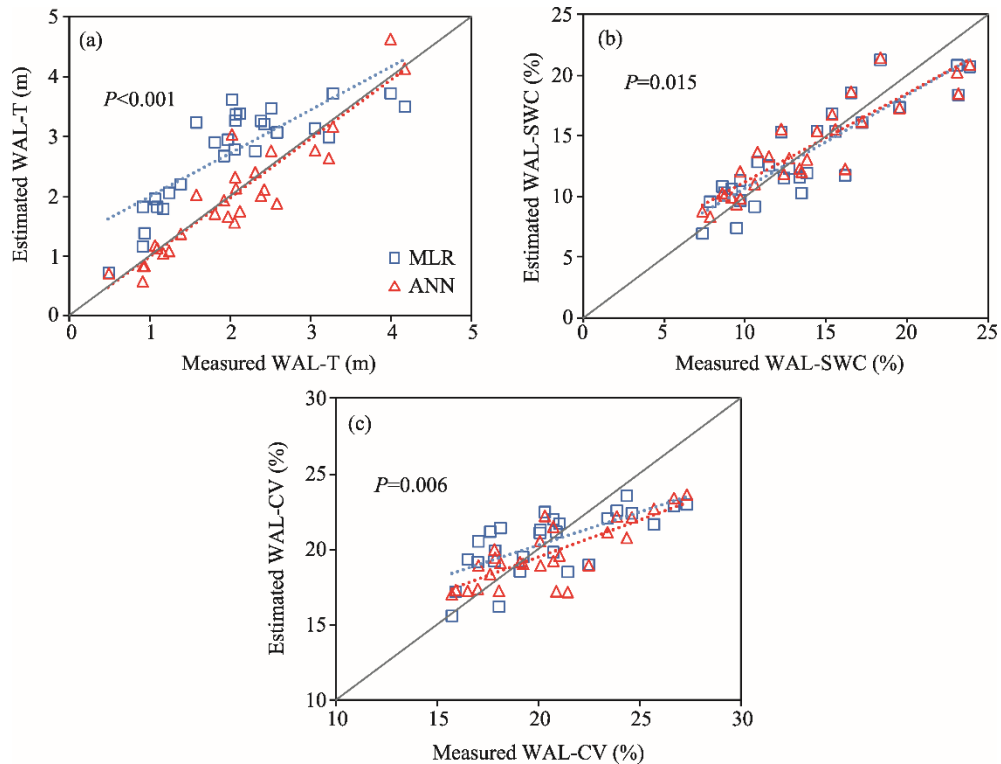 5
(a)
4
P<0.001
3
2
1
MLR
ANN
0
0
1
2
3
4
5
Estimated WAL-T (m)
Measured WAL-T (m)
25
(b)
20
P=0.015
15
10
5
0
0
5
10
15
20
25
Estimated WAL-SWC (%)
Measured WAL-SWC (%)
30
(c)
25
P=0.006
20
15
10
10
15
20
25
30
Estimated WAL-CV (%)
Measured WAL-CV (%)